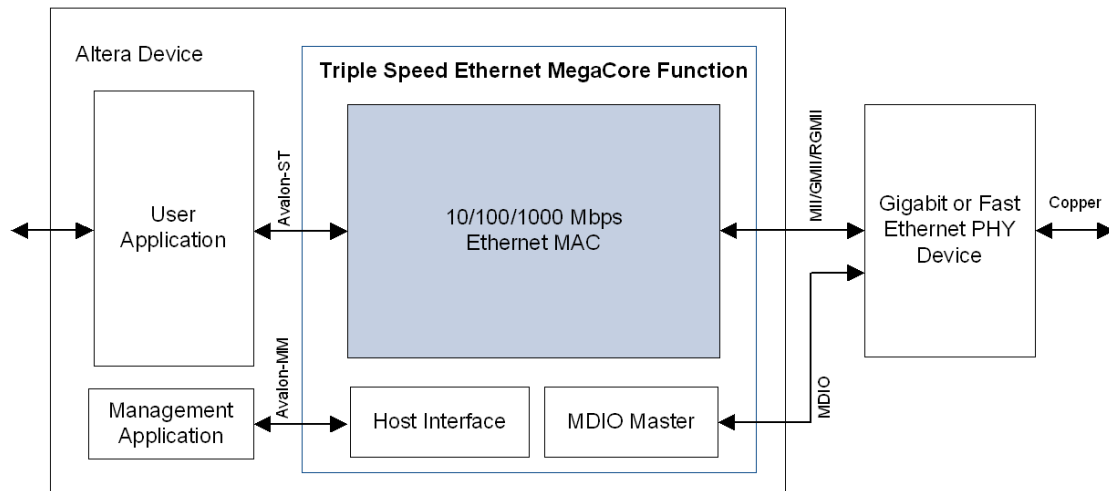 Altera Device
Triple Speed Ethernet MegaCore Function
User
Application
Avalon-ST
10/100/1000 Mbps
Ethernet MAC
MII/GMII/RGMII
Gigabit or Fast
Ethernet PHY
Device
Copper
Management
Application
Avalon-MM
Host Interface
MDIO Master
MDIO